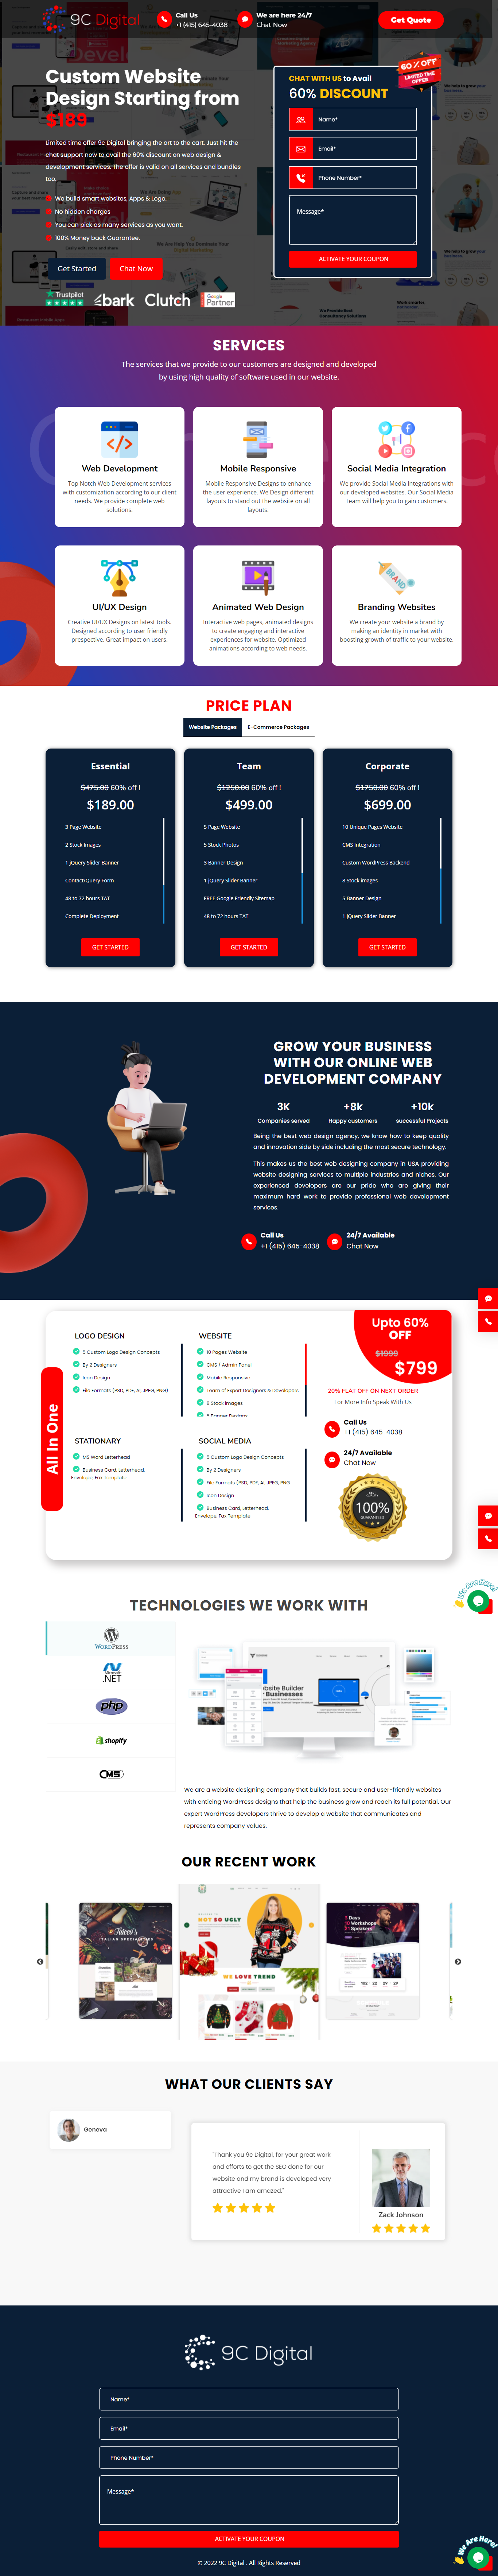 9C Digital
Call Us
+1 (415) 645-4038
We are here 24/7
Chat Now
Get Quote
Custom Website
Design Starting from
$189
Limited time offer 9c Digital bringing the art to the cart. Just hit the
chat support now to avail the 60% discount on web design &
development services. The offer is valid on all services and bundles
too.
We build smart websites, Apps & Logo.
No hidden charges
You can pick as many services as you want.
100% Money back Guarantee.
Get Started
Chat Now
Trustpilot
bark
Clutch
Google
Partner
60 % OFF
LIMITED TIME
OFFER
CHAT WITH US to Avail
60% DISCOUNT
Name*
Email*
Phone Number*
Message*
ACTIVATE YOUR COUPON
SERVICES
The services that we provide to our customers are designed and developed
by using high quality of software used in our website.
Web Development
Top Notch Web Development services
with customization according to our client
needs. We provide complete web
solutions.
Mobile Responsive
Mobile Responsive Designs to enhance
the user experience. We Design different
layouts to stand out the website on all
layouts.
Social Media Integration
We provide Social Media Integrations with
our developed websites. Our Social Media
Team will help you to gain customers.
UI/UX Design
Creative UI/UX Designs on latest tools.
Designed according to user friendly
prespective. Great impact on users.
Animated Web Design
Interactive web pages, animated designs
to create engaging and interactive
experiences for website. Optimized
animations according to web needs.
BRAND
Branding Websites
We create your website a brand by
making an identity in market with
boosting growth of traffic to your website.
PRICE PLAN
Website Packages
E-Commerce Packages
Essential
$475.00 60% off !
$189.00
3 Page Website
2 Stock Images
1 jQuery Slider Banner
Contact/Query Form
48 to 72 hours TAT
Complete Deployment
GET STARTED
Team
$1250.00 60% off !
$499.00
5 Page Website
5 Stock Photos
3 Banner Design
1 jQuery Slider Banner
FREE Google Friendly Sitemap
48 to 72 hours TAT
GET STARTED
Corporate
$1750.00 60% off !
$699.00
10 Unique Pages Website
CMS Integration
Custom WordPress Backend
8 Stock images
5 Banner Design
1 jQuery Slider Banner
GET STARTED
GROW YOUR BUSINESS
WITH OUR ONLINE WEB
DEVELOPMENT COMPANY
3K
Companies served
+8k
Happy customers
+10k
successful Projects
Being the best web design agency, we know how to keep quality
and innovation side by side including the most secure technology.
This makes us the best web designing company in USA providing
website designing services to multiple industries and niches. Our
experienced developers are our pride who are giving their
maximum hard work to provide professional web development
services.
Call Us
+1 (415) 645-4038
24/7 Available
Chat Now
All In One
LOGO DESIGN
5 Custom Logo Design Concepts
By 2 Designers
Icon Design
File Formats (PSD, PDF, AI, JPEG, PNG)
WEBSITE
10 Pages Website
CMS / Admin Panel
Mobile Responsive
Team of Expert Designers & Developers
8 Stock Images
5 Banner Designs
STATIONARY
MS Word Letterhead
Business Card, Letterhead,
Envelope, Fax Template
SOCIAL MEDIA
5 Custom Logo Design Concepts
By 2 Designers
File Formats (PSD, PDF, AI, JPEG, PNG
Icon Design
Business Card, Letterhead,
Envelope, Fax Template
Upto 60%
OFF
$1999
$799
20% FLAT OFF ON NEXT ORDER
For More Info Speak With Us
Call Us
+1 (415) 645-4038
24/7 Available
Chat Now
100%
GUARANTEED
We Are Here!
TECHNOLOGIES WE WORK WITH
WORDPRESS
.NET
php
shopify
CMS
We are a website designing company that builds fast, secure and user-friendly websites
with enticing WordPress designs that help the business grow and reach its full potential. Our
expert WordPress developers thrive to develop a website that communicates and
represents company values.
OUR RECENT WORK
ITALIAN SPECIALTIES
NOT SO UGLY
WE LOVE TREND
3 Days
Workshops
Speakers
WHAT OUR CLIENTS SAY
Geneva
"Thank you 9c Digital, for your great work
and efforts to get the SEO done for our
website and my brand is developed very
attractive I am amazed."
Zack Johnson
9C Digital
Name*
Email*
Phone Number*
Message*
ACTIVATE YOUR COUPON
© 2022 9C Digital . All Rights Reserved
We Are Here!